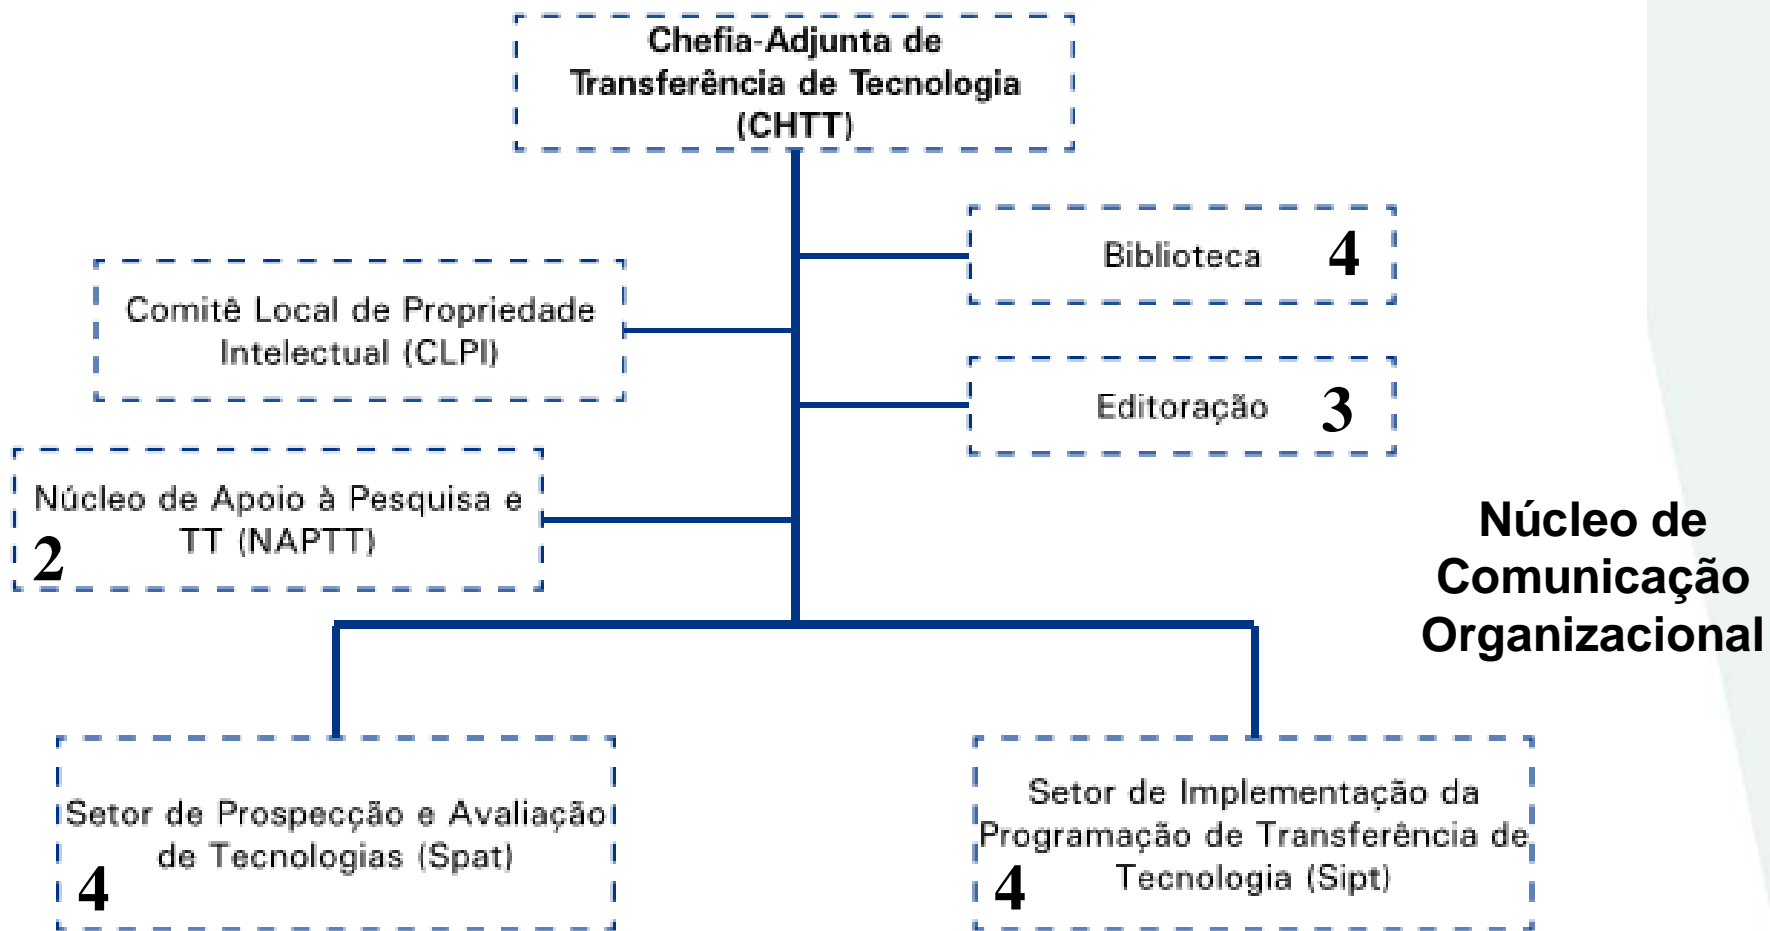 Chefia-Adjunta de
Transferência de Tecnologia
(CHTT)
Biblioteca 4
Comitê Local de Propriedade
Intelectual (CLPI)
Editoração 3
Núcleo de Apoio à Pesquisa e
TT (NAPTT)
2
Núcleo de
Comunicação
Organizacional
Setor de Prospecção e Avaliação
de Tecnologias (Spat)
4
Setor de Implementação da
Programação de Transferência de
Tecnologia (Sipt)
4